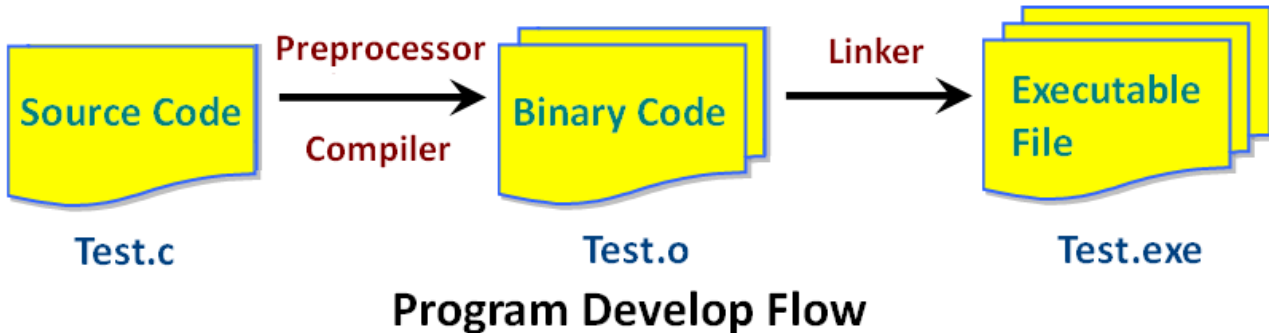 Source Code
Preprocessor
Compiler
Binary Code
Linker
Executable
File
Test.c
Test.o
Test.exe
Program Develop Flow